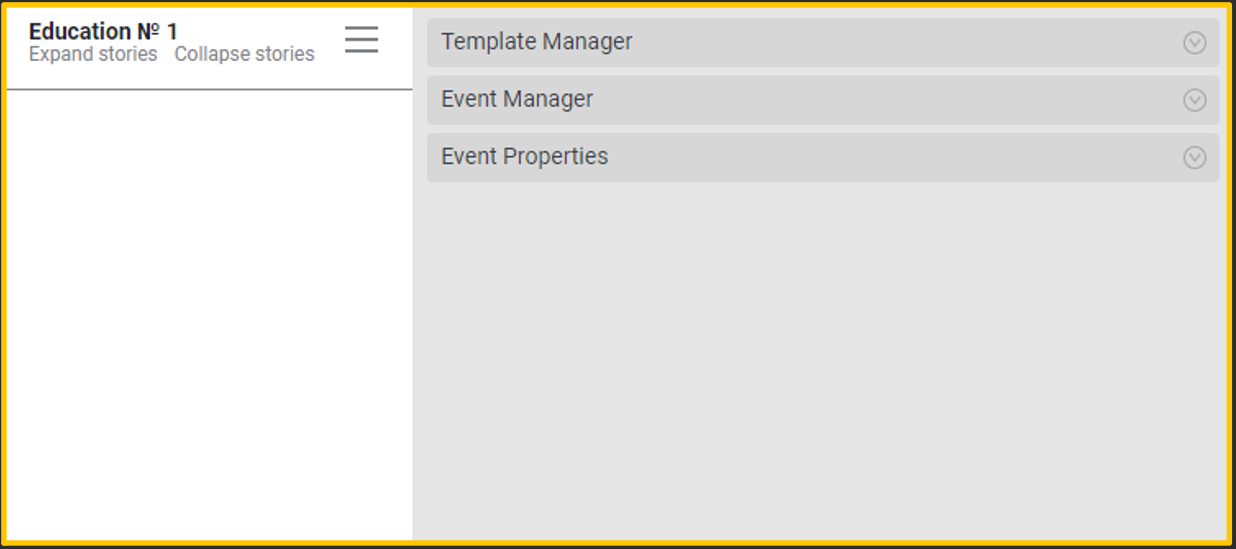 Education № 1
Expand stories Collapse stories
Template Manager
Event Manager
Event Properties